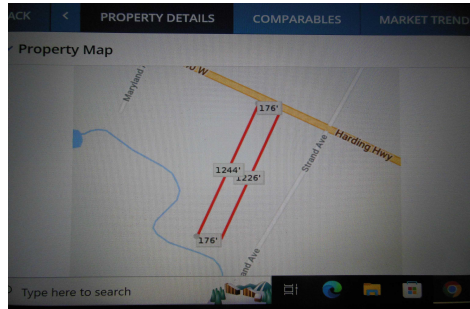 ACK < PROPERTY DETAILS COMPARABLES MARKET TREND
Property Map
W
Maryland
176'
Harding Hwy
Strand Ave
1244'
1226'
176'
and Ave
Type here to search